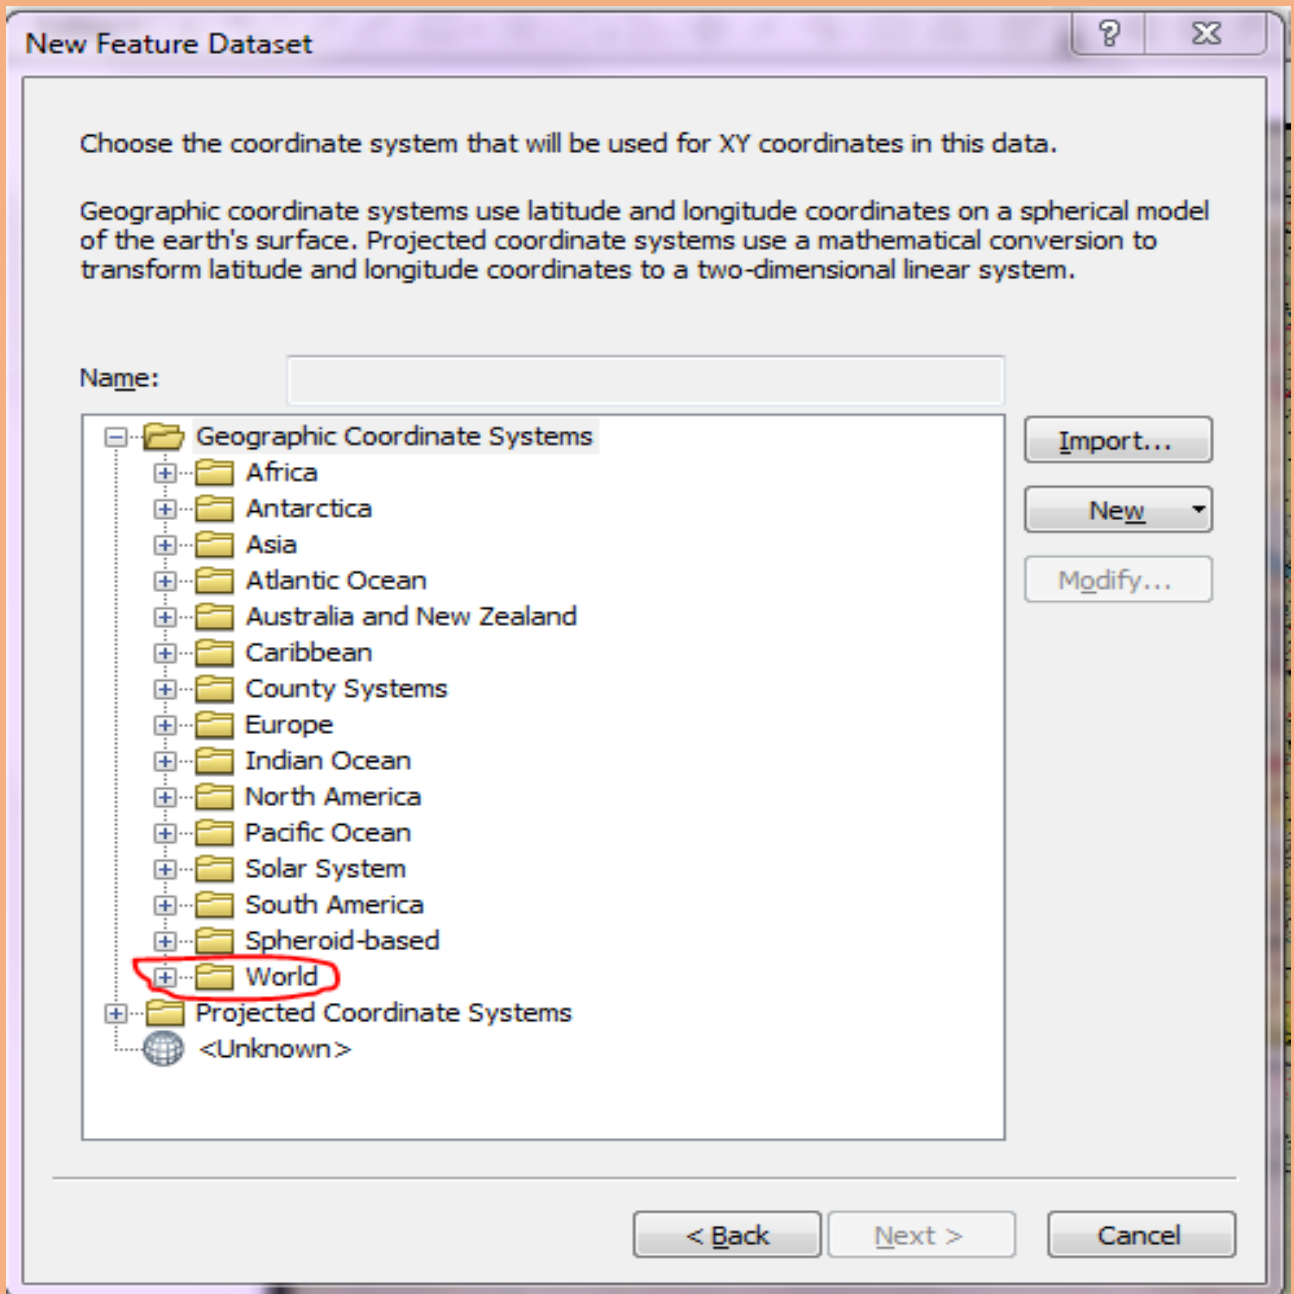 New Feature Dataset
?
Choose the coordinate system that will be used for XY coordinates in this data.
Geographic coordinate systems use latitude and longitude coordinates on a spherical model
of the earth's surface. Projected coordinate systems use a mathematical conversion to
transform latitude and longitude coordinates to a two-dimensional linear system.
Name:
Geographic Coordinate Systems
Africa
Antarctica
Asia
Atlantic Ocean
Australia and New Zealand
Caribbean
County Systems
Europe
Indian Ocean
North America
Pacific Ocean
Solar System
South America
Spheroid-based
World
Projected Coordinate Systems
<Unknown>
Import...
New
Modify...
< Back
Next >
Cancel